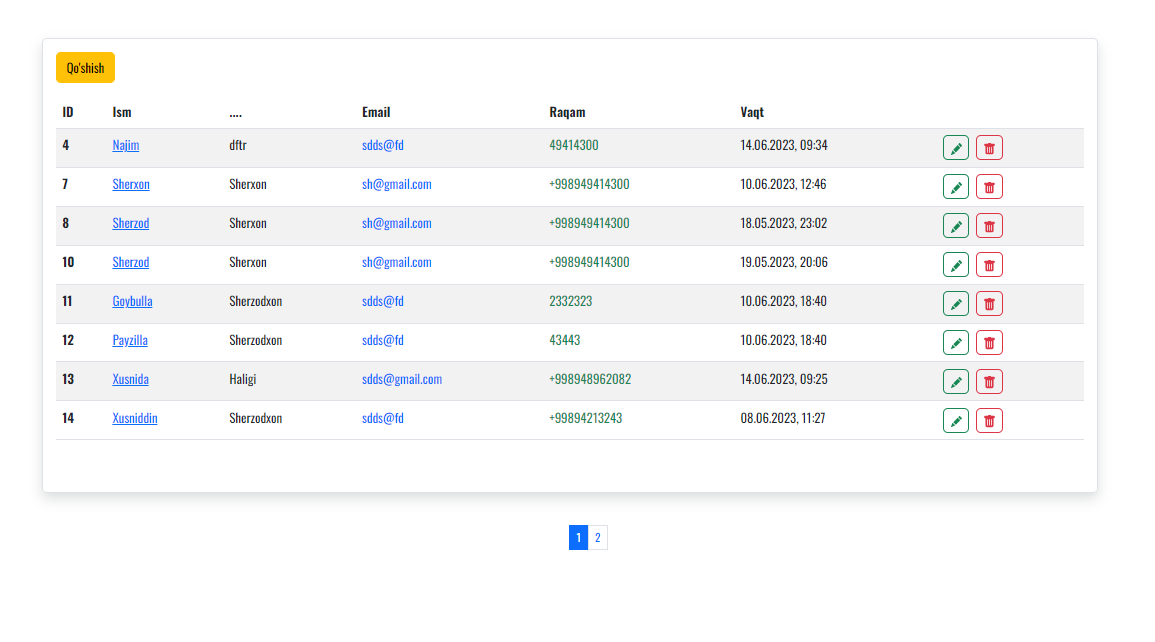 Qo'shish
ID Ism .... Email Raqam Vaqt
4 Najim dftr sdds@fd 49414300 14.06.2023, 09:34
7 Sherxon Sherxon sh@gmail.com +998949414300 10.06.2023, 12:46
8 Sherzod Sherxon sh@gmail.com +998949414300 18.05.2023, 23:02
10 Sherzod Sherxon sh@gmail.com +998949414300 19.05.2023, 20:06
11 Goybulla Sherzodxon sdds@fd 2332323 10.06.2023, 18:40
12 Payzilla Sherzodxon sdds@fd 43443 10.06.2023, 18:40
13 Xusnida Haligi sdds@gmail.com +998948962082 14.06.2023, 09:25
14 Xusniddin Sherzodxon sdds@fd +99894213243 08.06.2023, 11:27
1 2